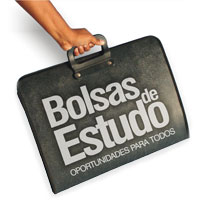 Bolsas de
Estudo
OPORTUNIDADES PARA TODOS